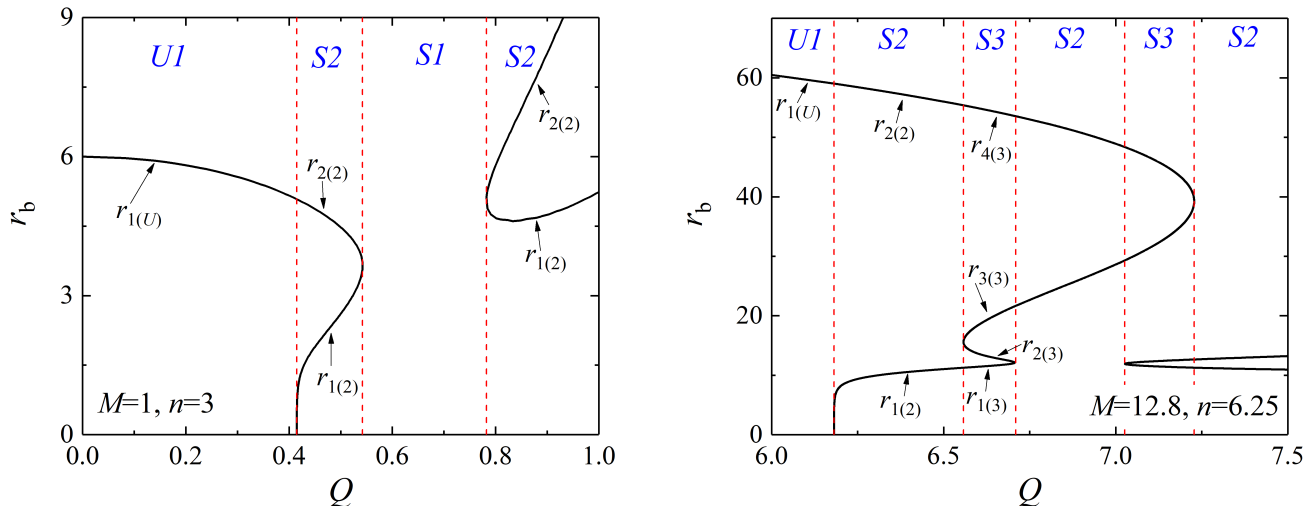 U1 S2 S1 S2
r2(2)
r2(2)
r1(U)
r1(2)
r1(2)
M=1, n=3
9
6
3
0
0.0 0.2 0.4 0.6 0.8 1.0
rb
Q
U1 S2 S3 S2 S3 S2
r1(U)
r2(2)
r4(3)
r3(3)
r2(3)
r1(2)
r1(3)
M=12.8, n=6.25
60
40
20
0
6.0 6.5 7.0 7.5
rb
Q